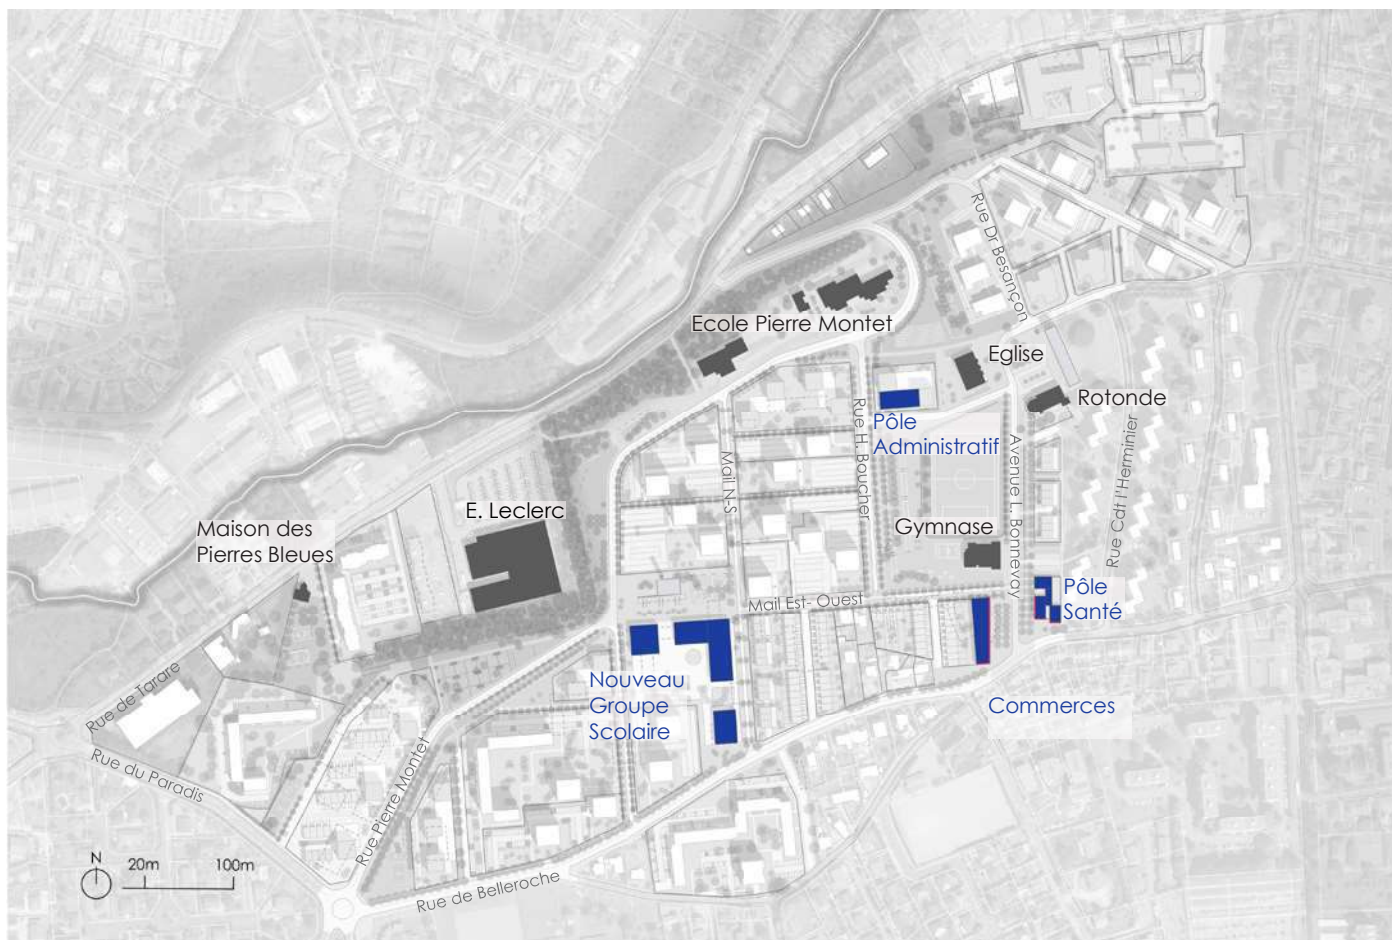 Rue Dr Besançon
Ecole Pierre Montet
Eglise
Rotonde
Pôle
Administratif
Rue H. Boucher
Mail N-S
Avenue L. Bonnevay
Rue Cdt l'Herminier
E. Leclerc
Maison des
Pierres Bleues
Gymnase
Pôle
Santé
Mail Est- Ouest
Nouveau
Groupe
Scolaire
Commerces
Rue de Tarare
Rue du Paradis
Rue Pierre Montet
Rue de Belleroche
N
20m
100m